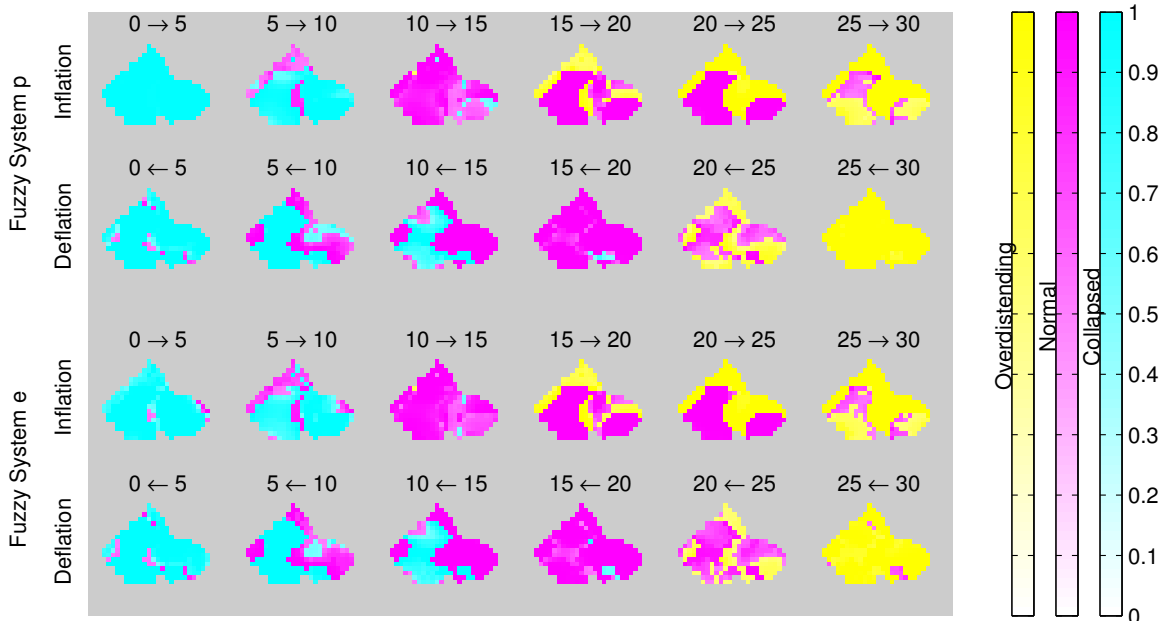 Fuzzy System p
Inflation
0 → 5
5 → 10
10 → 15
15 → 20
20 → 25
25 → 30
Deflation
0 ← 5
5 ← 10
10 ← 15
15 ← 20
20 ← 25
25 ← 30
Fuzzy System e
Inflation
0 → 5
5 → 10
10 → 15
15 → 20
20 → 25
25 → 30
Deflation
0 ← 5
5 ← 10
10 ← 15
15 ← 20
20 ← 25
25 ← 30
Overdistending
Normal
Collapsed
1
0.9
0.8
0.7
0.6
0.5
0.4
0.3
0.2
0.1
0